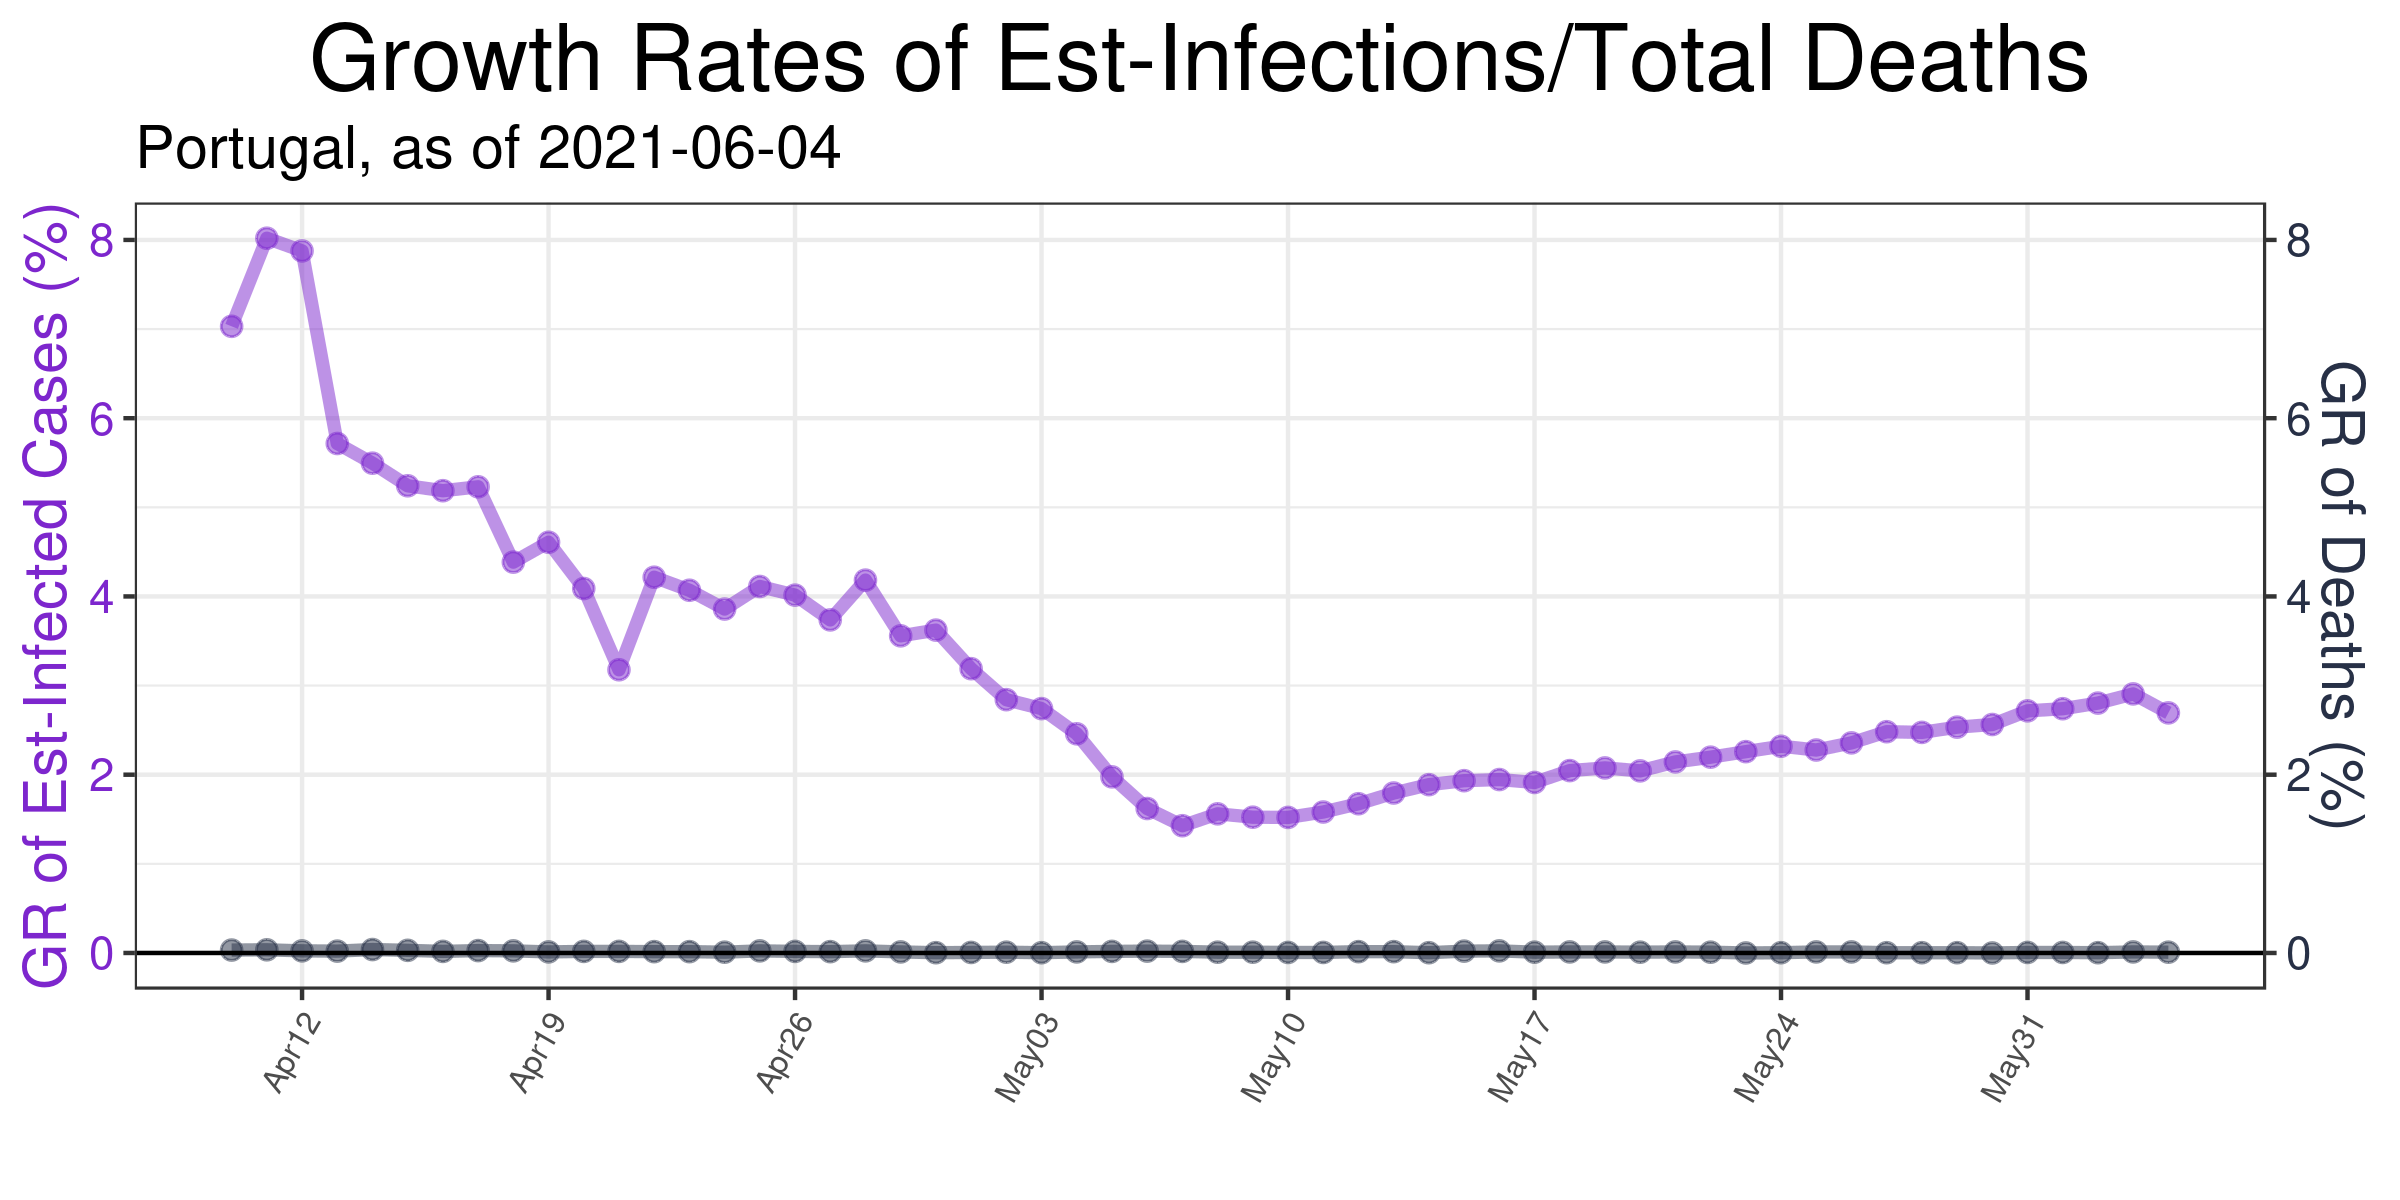 Growth Rates of Est-Infections/Total Deaths
Portugal, as of 2021-06-04
GR of Est-Infected Cases (%)
8
6
4
2
0
8
6
4
2
0
GR of Deaths (%)
Apr12
Apr19
Apr26
May03
May10
May17
May24
May31